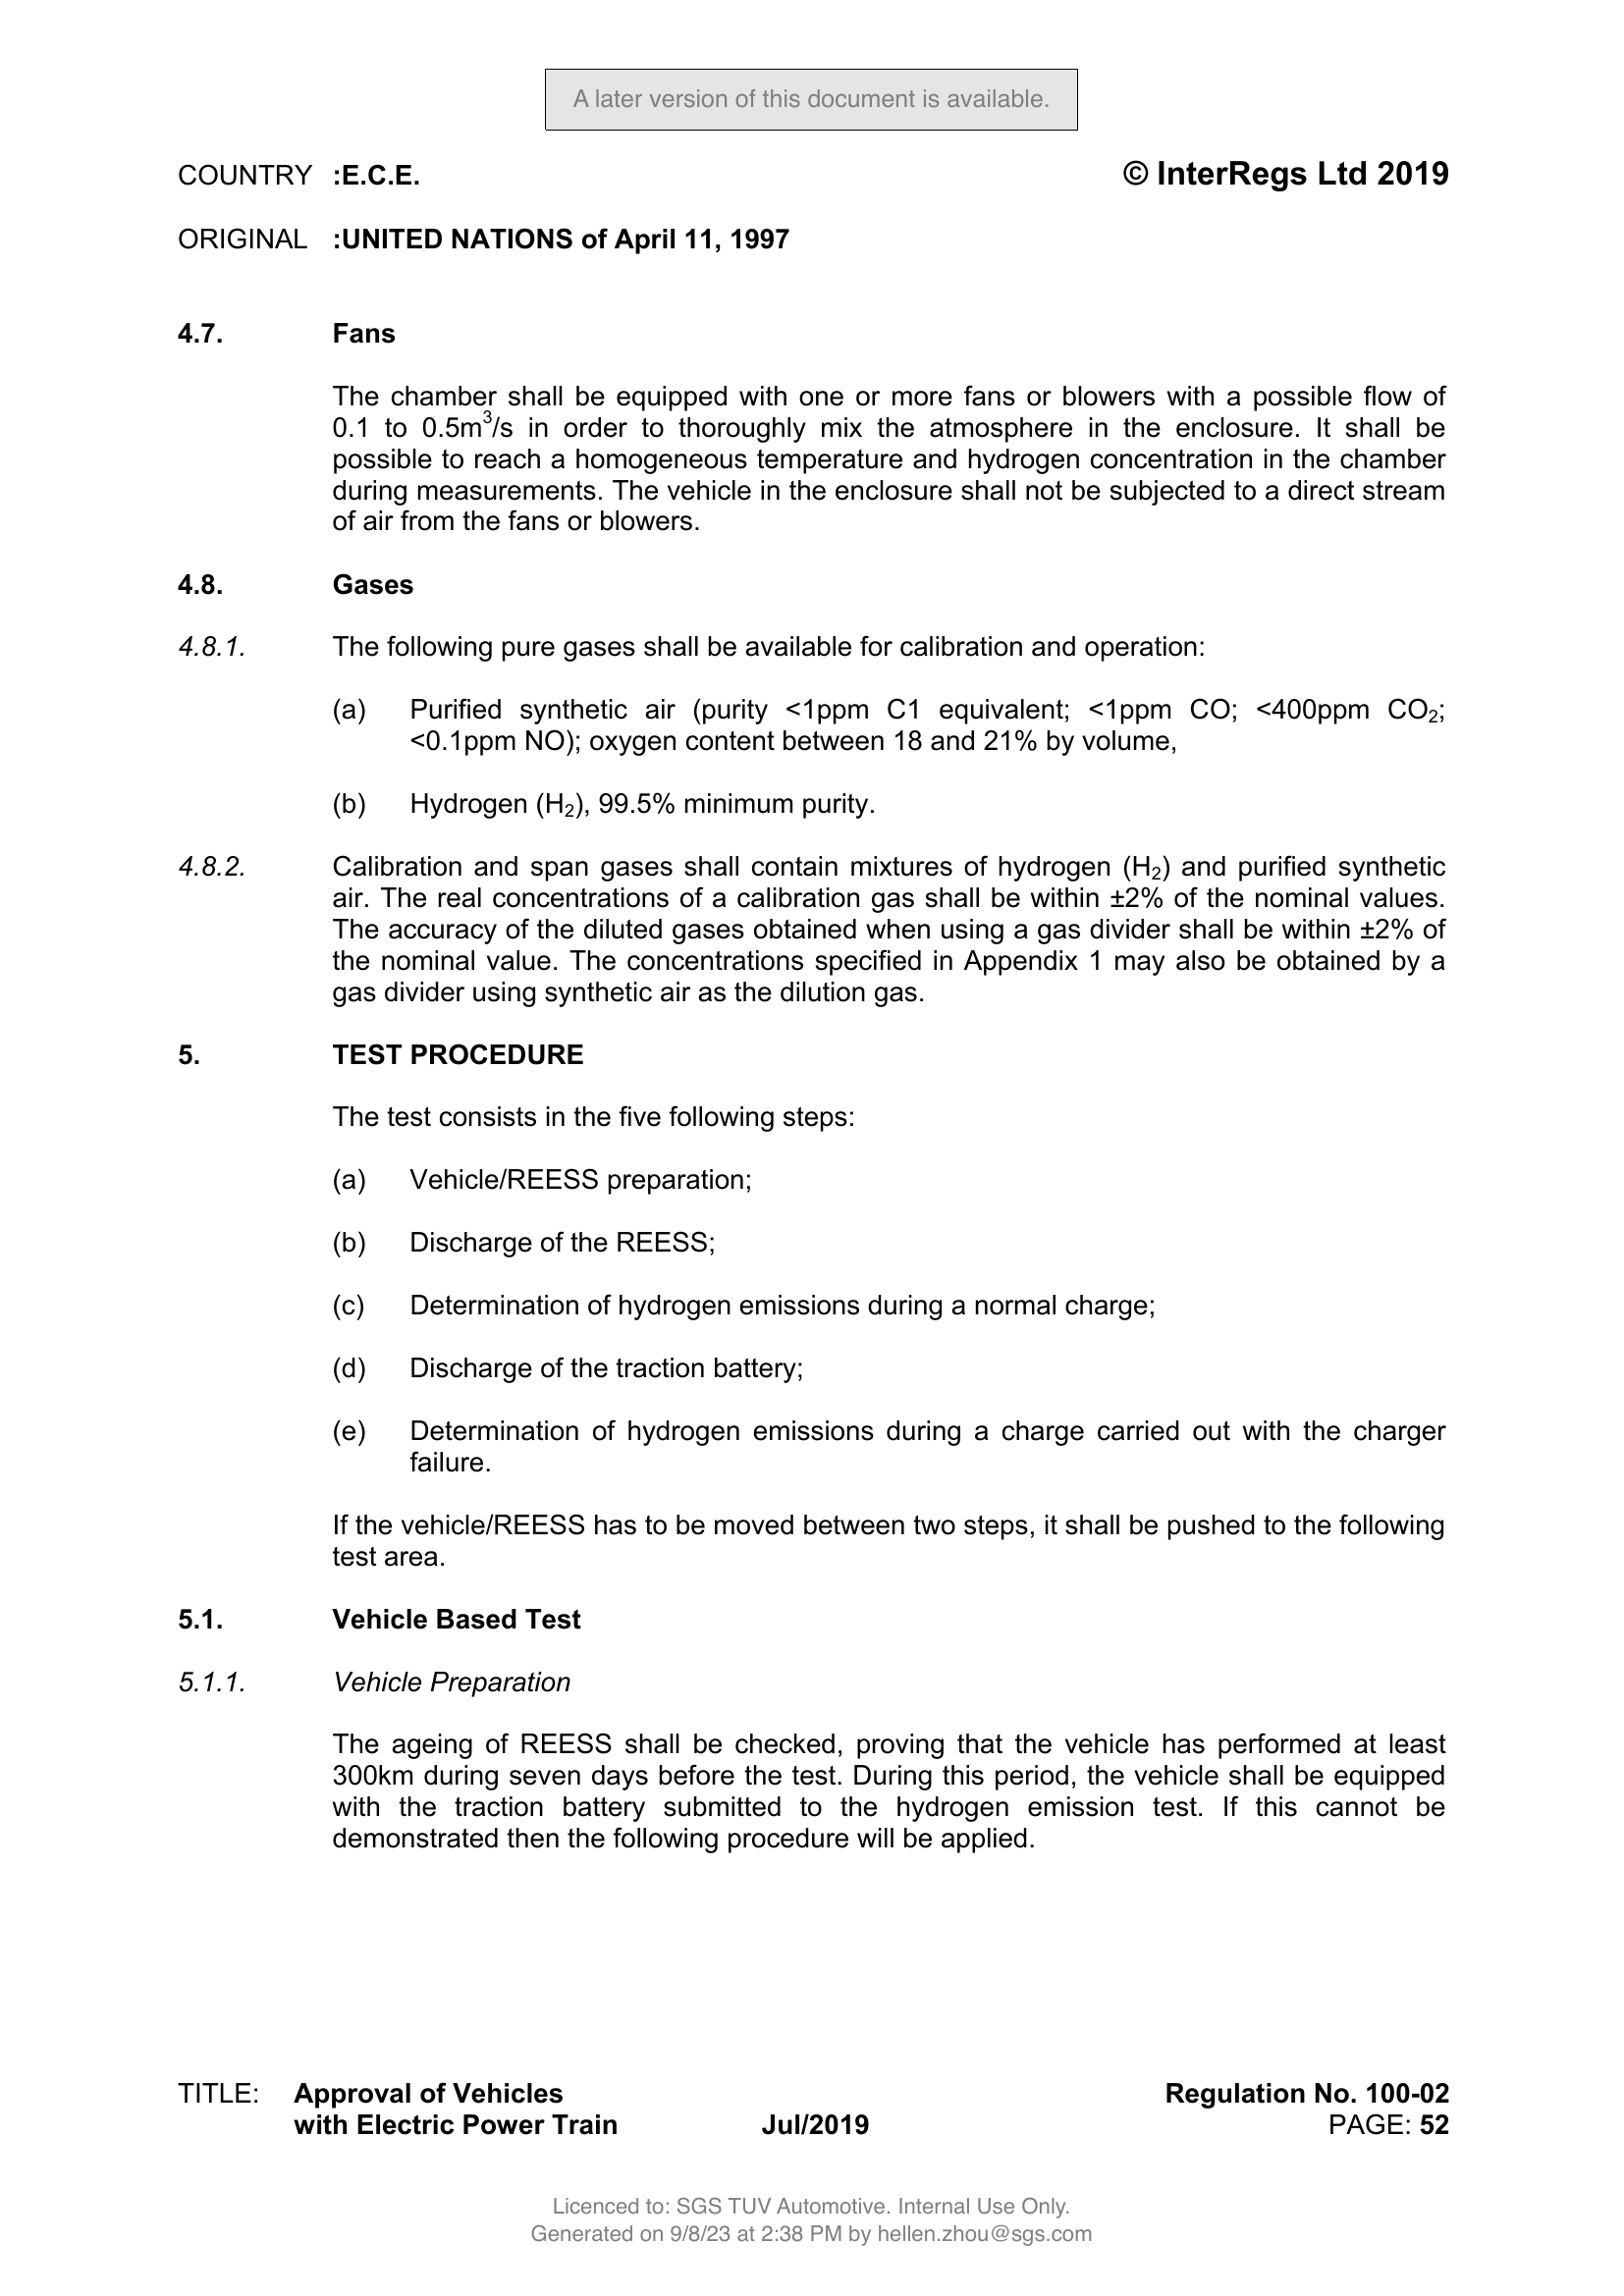 A later version of this document is available.
COUNTRY :E.C.E. © InterRegs Ltd 2019
ORIGINAL :UNITED NATIONS of April 11, 1997
4.7. Fans
The chamber shall be equipped with one or more fans or blowers with a possible flow of
0.1 to 0.5m³/s in order to thoroughly mix the atmosphere in the enclosure. It shall be
possible to reach a homogeneous temperature and hydrogen concentration in the chamber
during measurements. The vehicle in the enclosure shall not be subjected to a direct stream
of air from the fans or blowers.
4.8. Gases
4.8.1. The following pure gases shall be available for calibration and operation:
(a) Purified synthetic air (purity <1ppm C1 equivalent; <1ppm CO; <400ppm CO₂;
<0.1ppm NO); oxygen content between 18 and 21% by volume,
(b) Hydrogen (H₂), 99.5% minimum purity.
4.8.2. Calibration and span gases shall contain mixtures of hydrogen (H₂) and purified synthetic
air. The real concentrations of a calibration gas shall be within ±2% of the nominal values.
The accuracy of the diluted gases obtained when using a gas divider shall be within ±2% of
the nominal value. The concentrations specified in Appendix 1 may also be obtained by a
gas divider using synthetic air as the dilution gas.
5. TEST PROCEDURE
The test consists in the five following steps:
(a) Vehicle/REESS preparation;
(b) Discharge of the REESS;
(c) Determination of hydrogen emissions during a normal charge;
(d) Discharge of the traction battery;
(e) Determination of hydrogen emissions during a charge carried out with the charger
failure.
If the vehicle/REESS has to be moved between two steps, it shall be pushed to the following
test area.
5.1. Vehicle Based Test
5.1.1. Vehicle Preparation
The ageing of REESS shall be checked, proving that the vehicle has performed at least
300km during seven days before the test. During this period, the vehicle shall be equipped
with the traction battery submitted to the hydrogen emission test. If this cannot be
demonstrated then the following procedure will be applied.
TITLE: Approval of Vehicles Regulation No. 100-02
with Electric Power Train Jul/2019 PAGE: 52
Licenced to: SGS TUV Automotive. Internal Use Only.
Generated on 9/8/23 at 2:38 PM by hellen.zhou@sgs.com